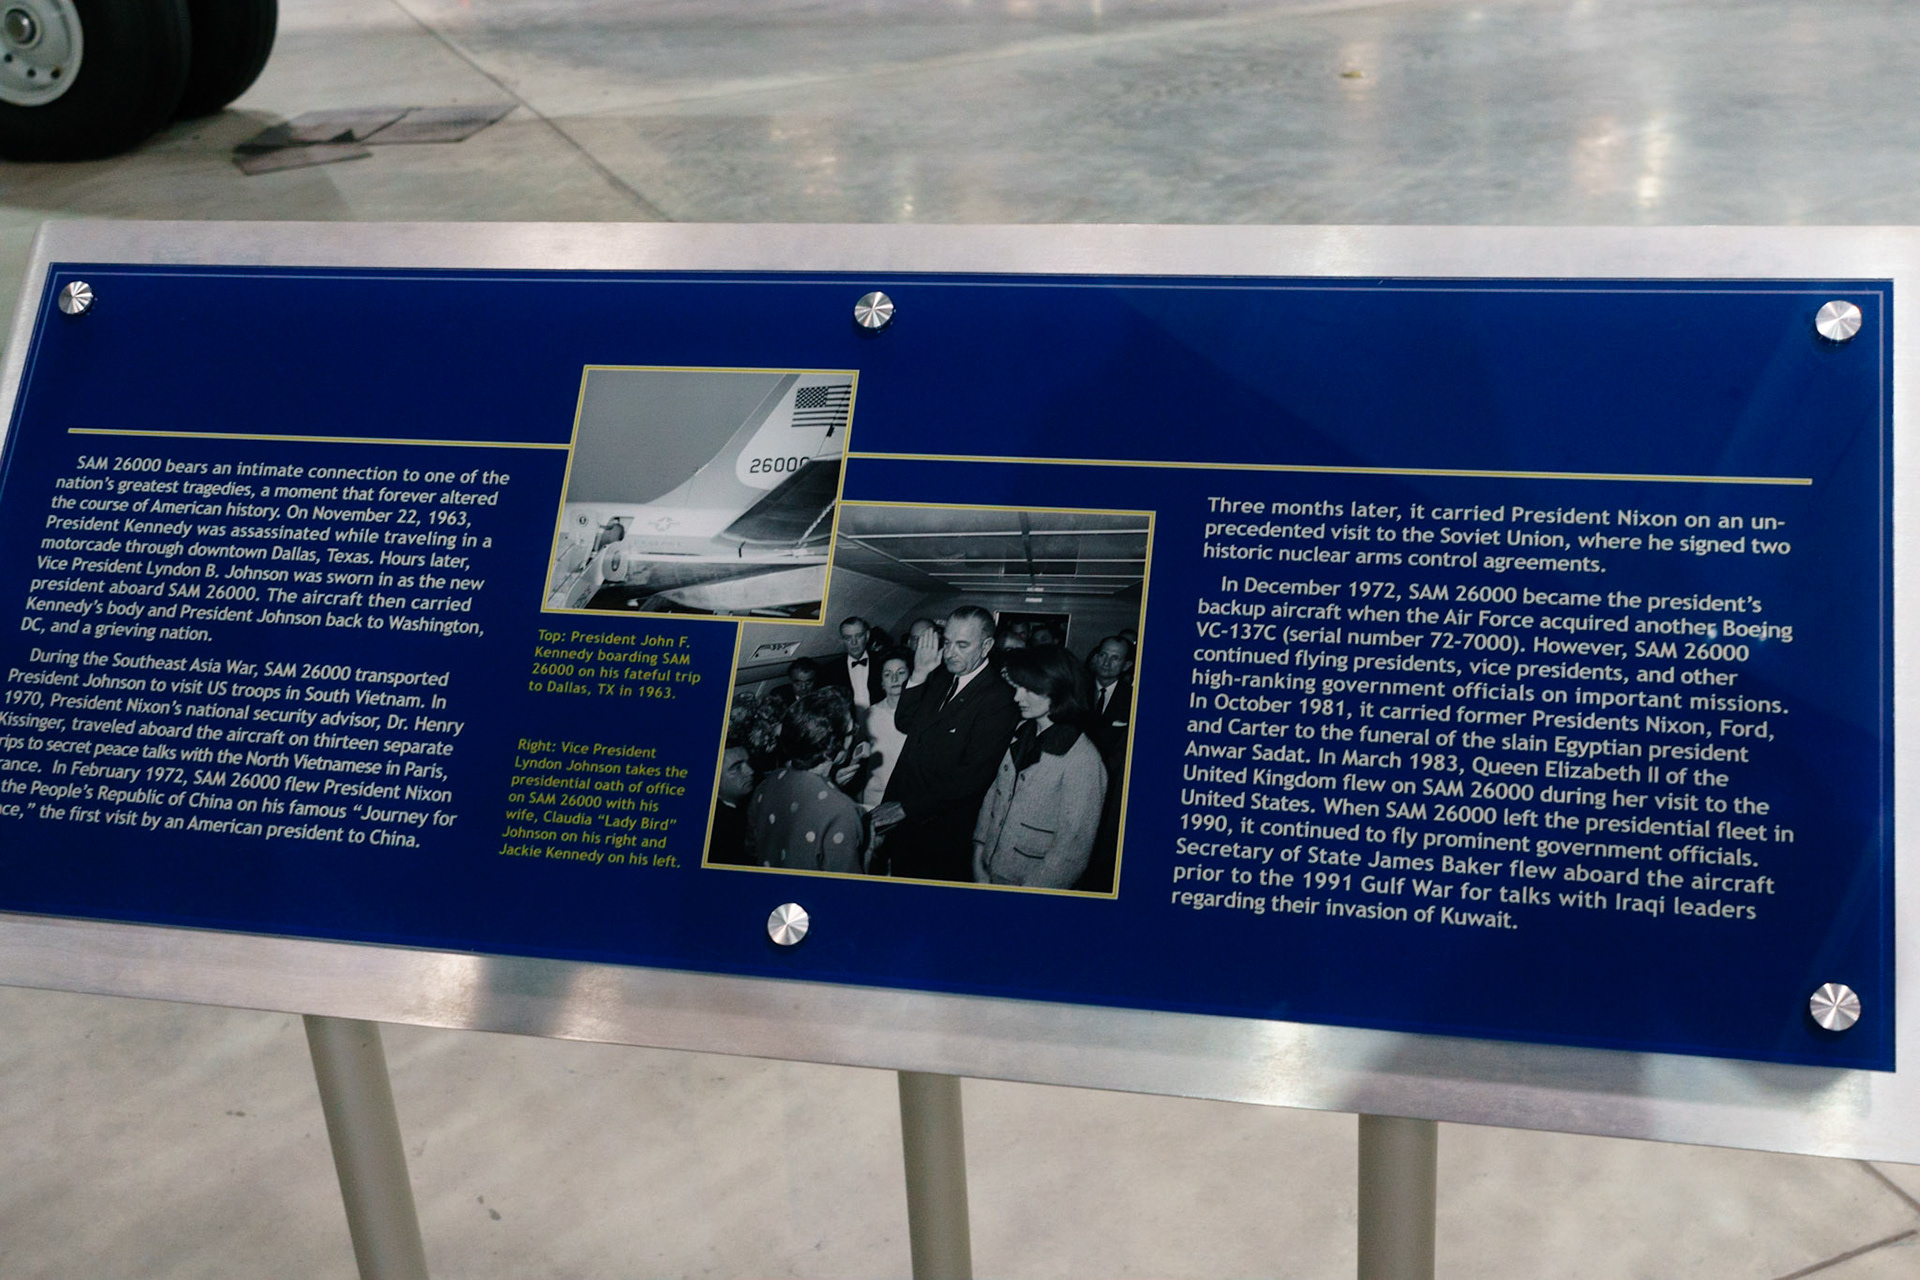 SAM 26000 bears an intimate connection to one of the
nation's greatest tragedies, a moment that forever altered
the course of American history. On November 22, 1963,
President Kennedy was assassinated while traveling in a
motorcade through downtown Dallas, Texas. Hours later,
Vice President Lyndon B. Johnson was sworn in as the new
president aboard SAM 26000. The aircraft then carried
Kennedy's body and President Johnson back to Washington,
DC, and a grieving nation.
During the Southeast Asia War, SAM 26000 transported
President Johnson to visit US troops in South Vietnam. In
1970, President Nixon's national security advisor, Dr. Henry
Kissinger, traveled aboard the aircraft on thirteen separate
rips to secret peace talks with the North Vietnamese in Paris,
rance. In February 1972, SAM 26000 flew President Nixon
the People's Republic of China on his famous "Journey for
ce," the first visit by an American president to China.
26000
Top: President John F.
Kennedy boarding SAM
26000 on his fateful trip
to Dallas, TX in 1963.
Right: Vice President
Lyndon Johnson takes the
presidential oath of office
on SAM 26000 with his
wife, Claudia "Lady Bird"
Johnson on his right and
Jackie Kennedy on his left.
Three months later, it carried President Nixon on an un-
precedented visit to the Soviet Union, where he signed two
historic nuclear arms control agreements.
In December 1972, SAM 26000 became the president's
backup aircraft when the Air Force acquired another Boeing
VC-137C (serial number 72-7000). However, SAM 26000
continued flying presidents, vice presidents, and other
high-ranking government officials on important missions.
In October 1981, it carried former Presidents Nixon, Ford,
and Carter to the funeral of the slain Egyptian president
Anwar Sadat. In March 1983, Queen Elizabeth II of the
United Kingdom flew on SAM 26000 during her visit to the
United States. When SAM 26000 left the presidential fleet in
1990, it continued to fly prominent government officials.
Secretary of State James Baker flew aboard the aircraft
prior to the 1991 Gulf War for talks with Iraqi leaders
regarding their invasion of Kuwait.